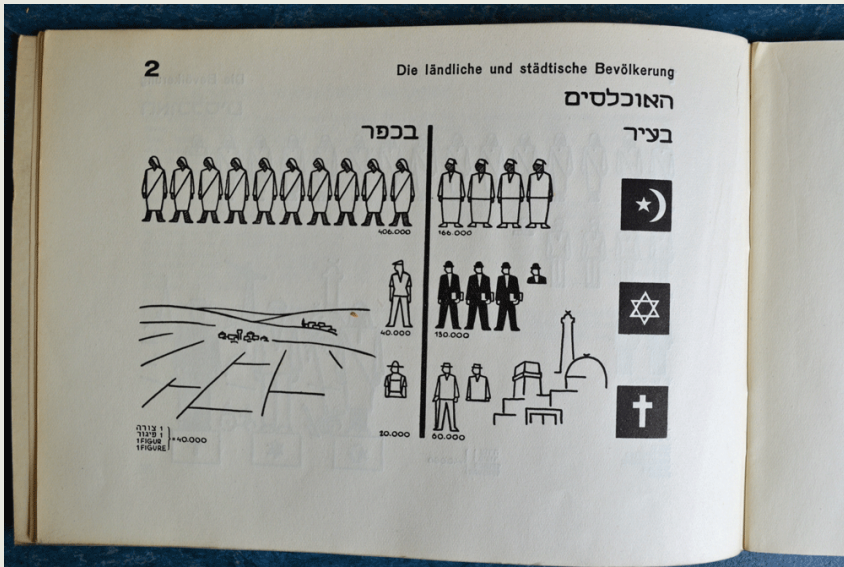 2
Die ländliche und städtische Bevölkerung
האוכלסים
בכפר
בעיר
406.000
166.000
40.000
130.000
20.000
60.000
1 צורה
1 פיגור
1 FIGUR
1 FIGURE
=40.000